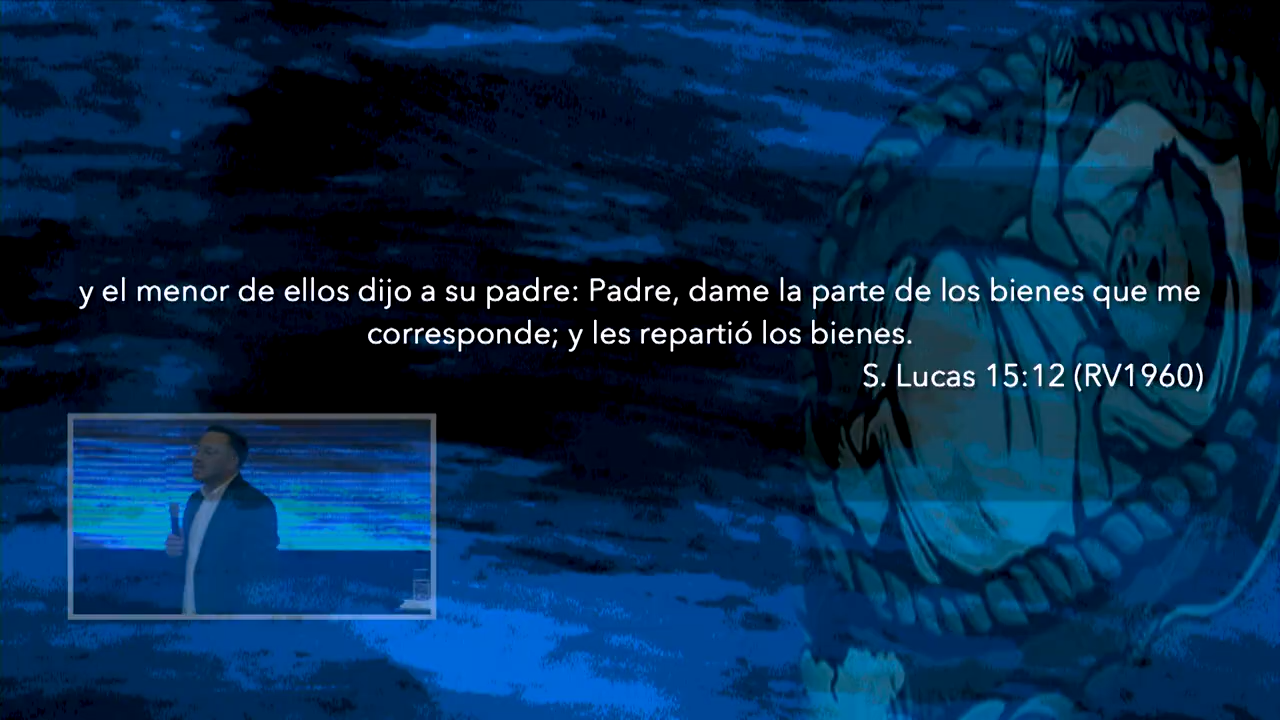 y el menor de ellos dijo a su padre: Padre, dame la parte de los bienes que me
corresponde; y les repartió los bienes.
S. Lucas 15:12 (RV1960)